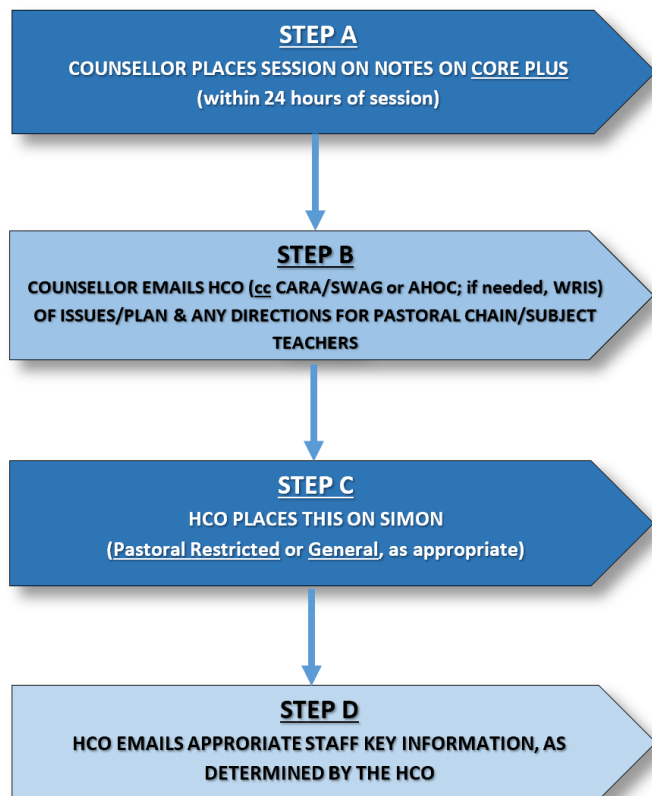 STEP A
COUNSELLOR PLACES SESSION ON NOTES ON CORE PLUS
(within 24 hours of session)
STEP B
COUNSELLOR EMAILS HCO (cc CARA/SWAG or AHOC; if needed, WRIS)
OF ISSUES/PLAN & ANY DIRECTIONS FOR PASTORAL CHAIN/SUBJECT
TEACHERS
STEP C
HCO PLACES THIS ON SIMON
(Pastoral Restricted or General, as appropriate)
STEP D
HCO EMAILS APPRORIATE STAFF KEY INFORMATION, AS
DETERMINED BY THE HCO